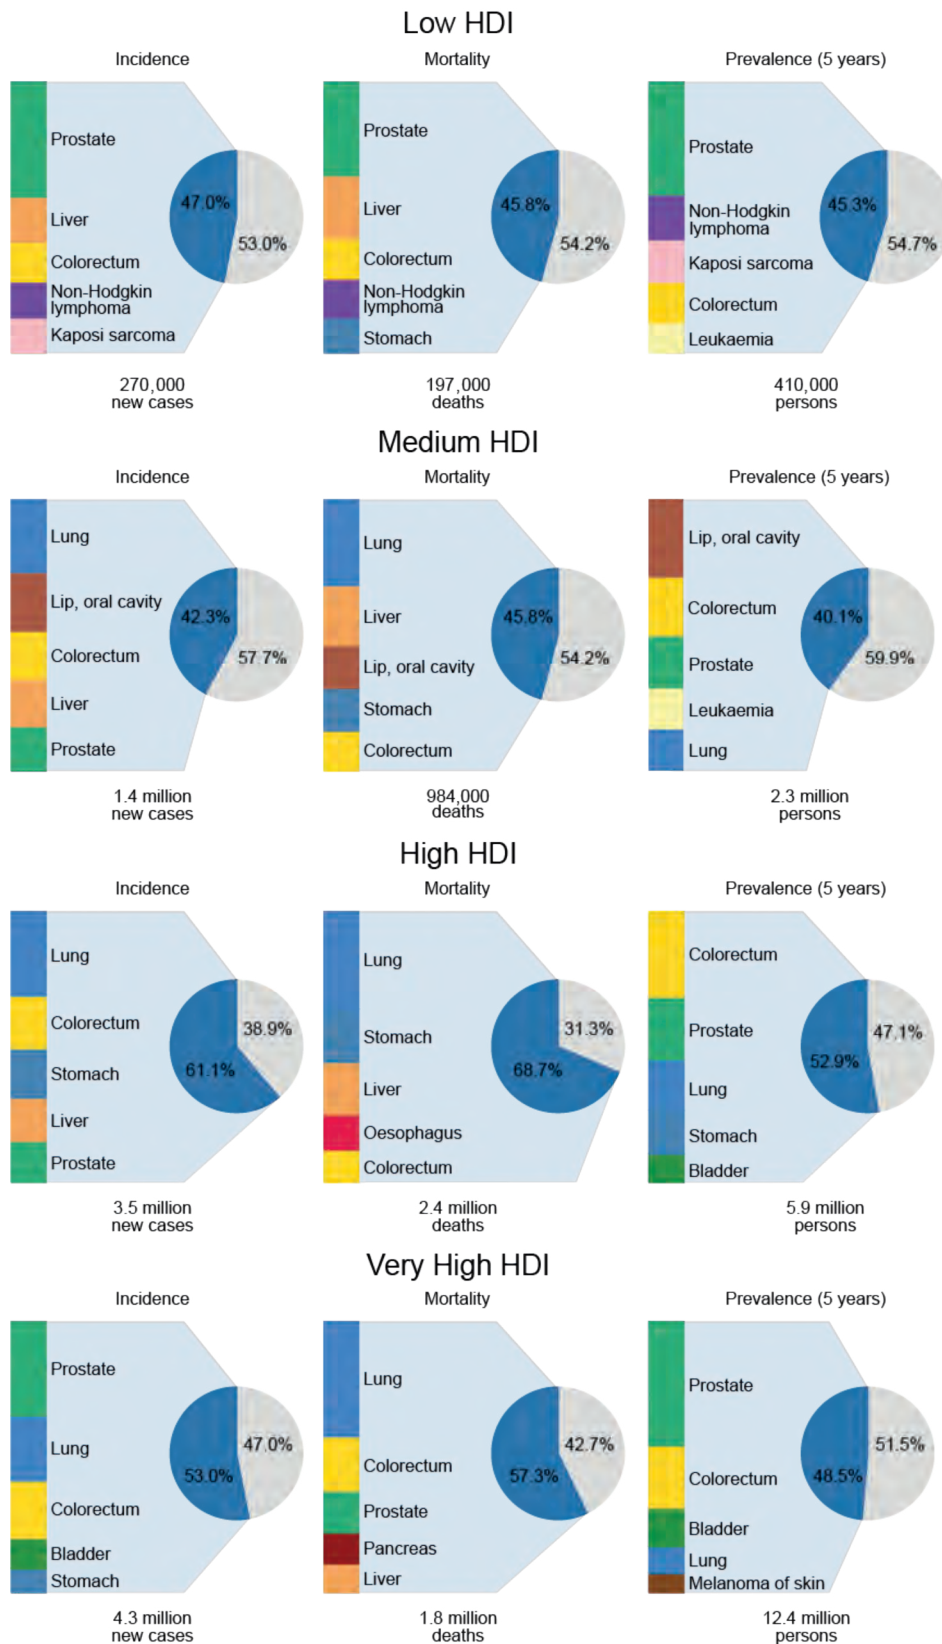 Low HDI
Incidence
Mortality
Prevalence (5 years)
Prostate
Liver
Colorectum
Non-Hodgkin
lymphoma
Kaposi sarcoma
47.0%
53.0%
270,000
new cases
Prostate
Liver
Colorectum
Non-Hodgkin
lymphoma
Stomach
45.8%
54.2%
197,000
deaths
Prostate
Non-Hodgkin
lymphoma
Kaposi sarcoma
Colorectum
Leukaemia
45.3%
54.7%
410,000
persons
Medium HDI
Incidence
Mortality
Prevalence (5 years)
Lung
Lip, oral cavity
Colorectum
Liver
Prostate
42.3%
57.7%
1.4 million
new cases
Lung
Liver
Lip, oral cavity
Stomach
Colorectum
45.8%
54.2%
984,000
deaths
Lip, oral cavity
Colorectum
Prostate
Leukaemia
Lung
40.1%
59.9%
2.3 million
persons
High HDI
Incidence
Mortality
Prevalence (5 years)
Lung
Colorectum
Stomach
Liver
Prostate
38.9%
61.1%
3.5 million
new cases
Lung
Stomach
Liver
Oesophagus
Colorectum
31.3%
68.7%
2.4 million
deaths
Colorectum
Prostate
Lung
Stomach
Bladder
47.1%
52.9%
5.9 million
persons
Very High HDI
Incidence
Mortality
Prevalence (5 years)
Prostate
Lung
Colorectum
Bladder
Stomach
47.0%
53.0%
4.3 million
new cases
Lung
Colorectum
Prostate
Pancreas
Liver
42.7%
57.3%
1.8 million
deaths
Prostate
Colorectum
Bladder
Lung
Melanoma of skin
51.5%
48.5%
12.4 million
persons